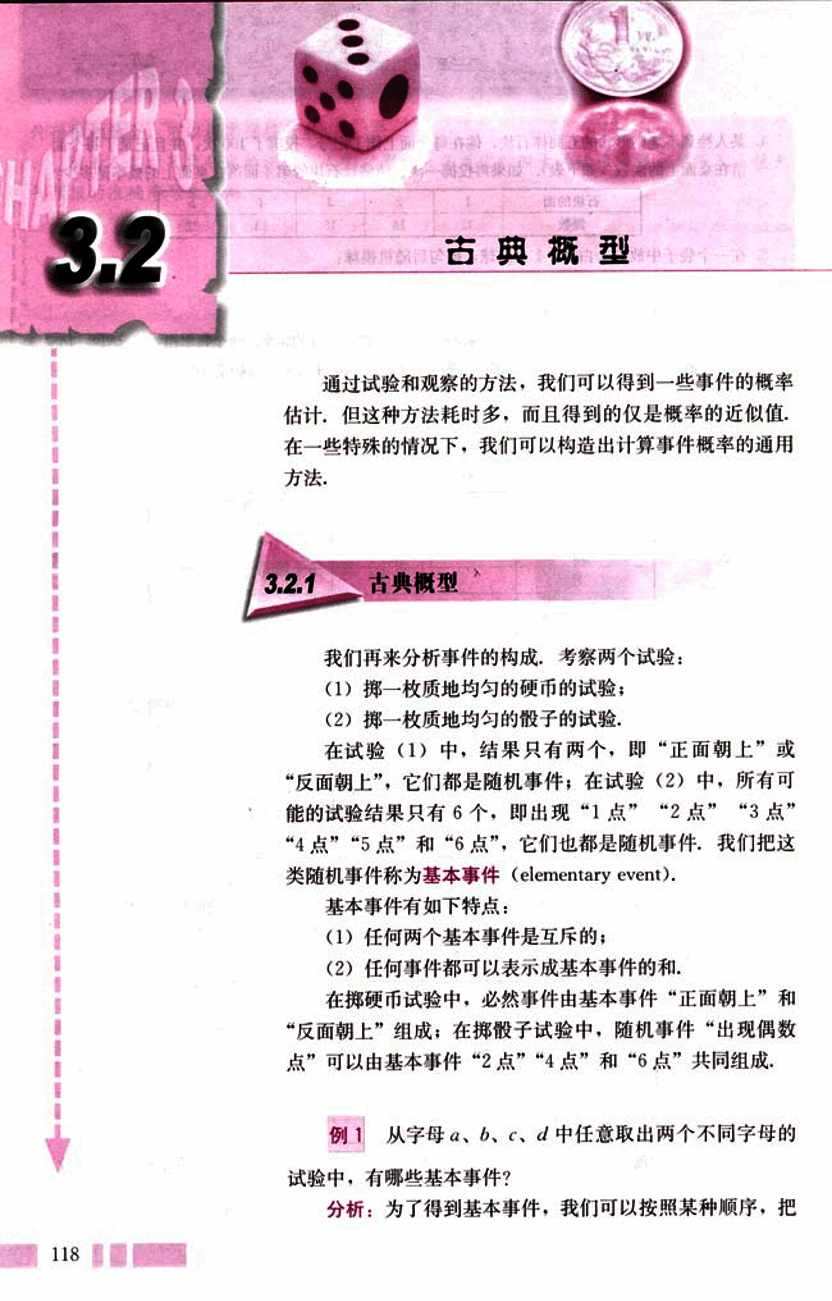 CHAPTER 3
3.2
古典概型
通过试验和观察的方法，我们可以得到一些事件的概率
估计. 但这种方法耗时多，而且得到的仅是概率的近似值.
在一些特殊的情况下，我们可以构造出计算事件概率的通用
方法.
3.2.1 古典概型
我们再来分析事件的构成. 考察两个试验：
（1）掷一枚质地均匀的硬币的试验；
（2）掷一枚质地均匀的骰子的试验.
在试验（1）中，结果只有两个，即“正面朝上”或
“反面朝上”，它们都是随机事件；在试验（2）中，所有可
能的试验结果只有 6 个，即出现“1 点”“2 点”“3 点”
“4 点”“5 点”和“6 点”，它们也都是随机事件. 我们把这
类随机事件称为基本事件（elementary event）.
基本事件有如下特点：
（1）任何两个基本事件是互斥的；
（2）任何事件都可以表示成基本事件的和.
在掷硬币试验中，必然事件由基本事件“正面朝上”和
“反面朝上”组成；在掷骰子试验中，随机事件“出现偶数
点”可以由基本事件“2 点”“4 点”和“6 点”共同组成.
例 1 从字母 a、b、c、d 中任意取出两个不同字母的
试验中，有哪些基本事件？
分析：为了得到基本事件，我们可以按照某种顺序，把
118